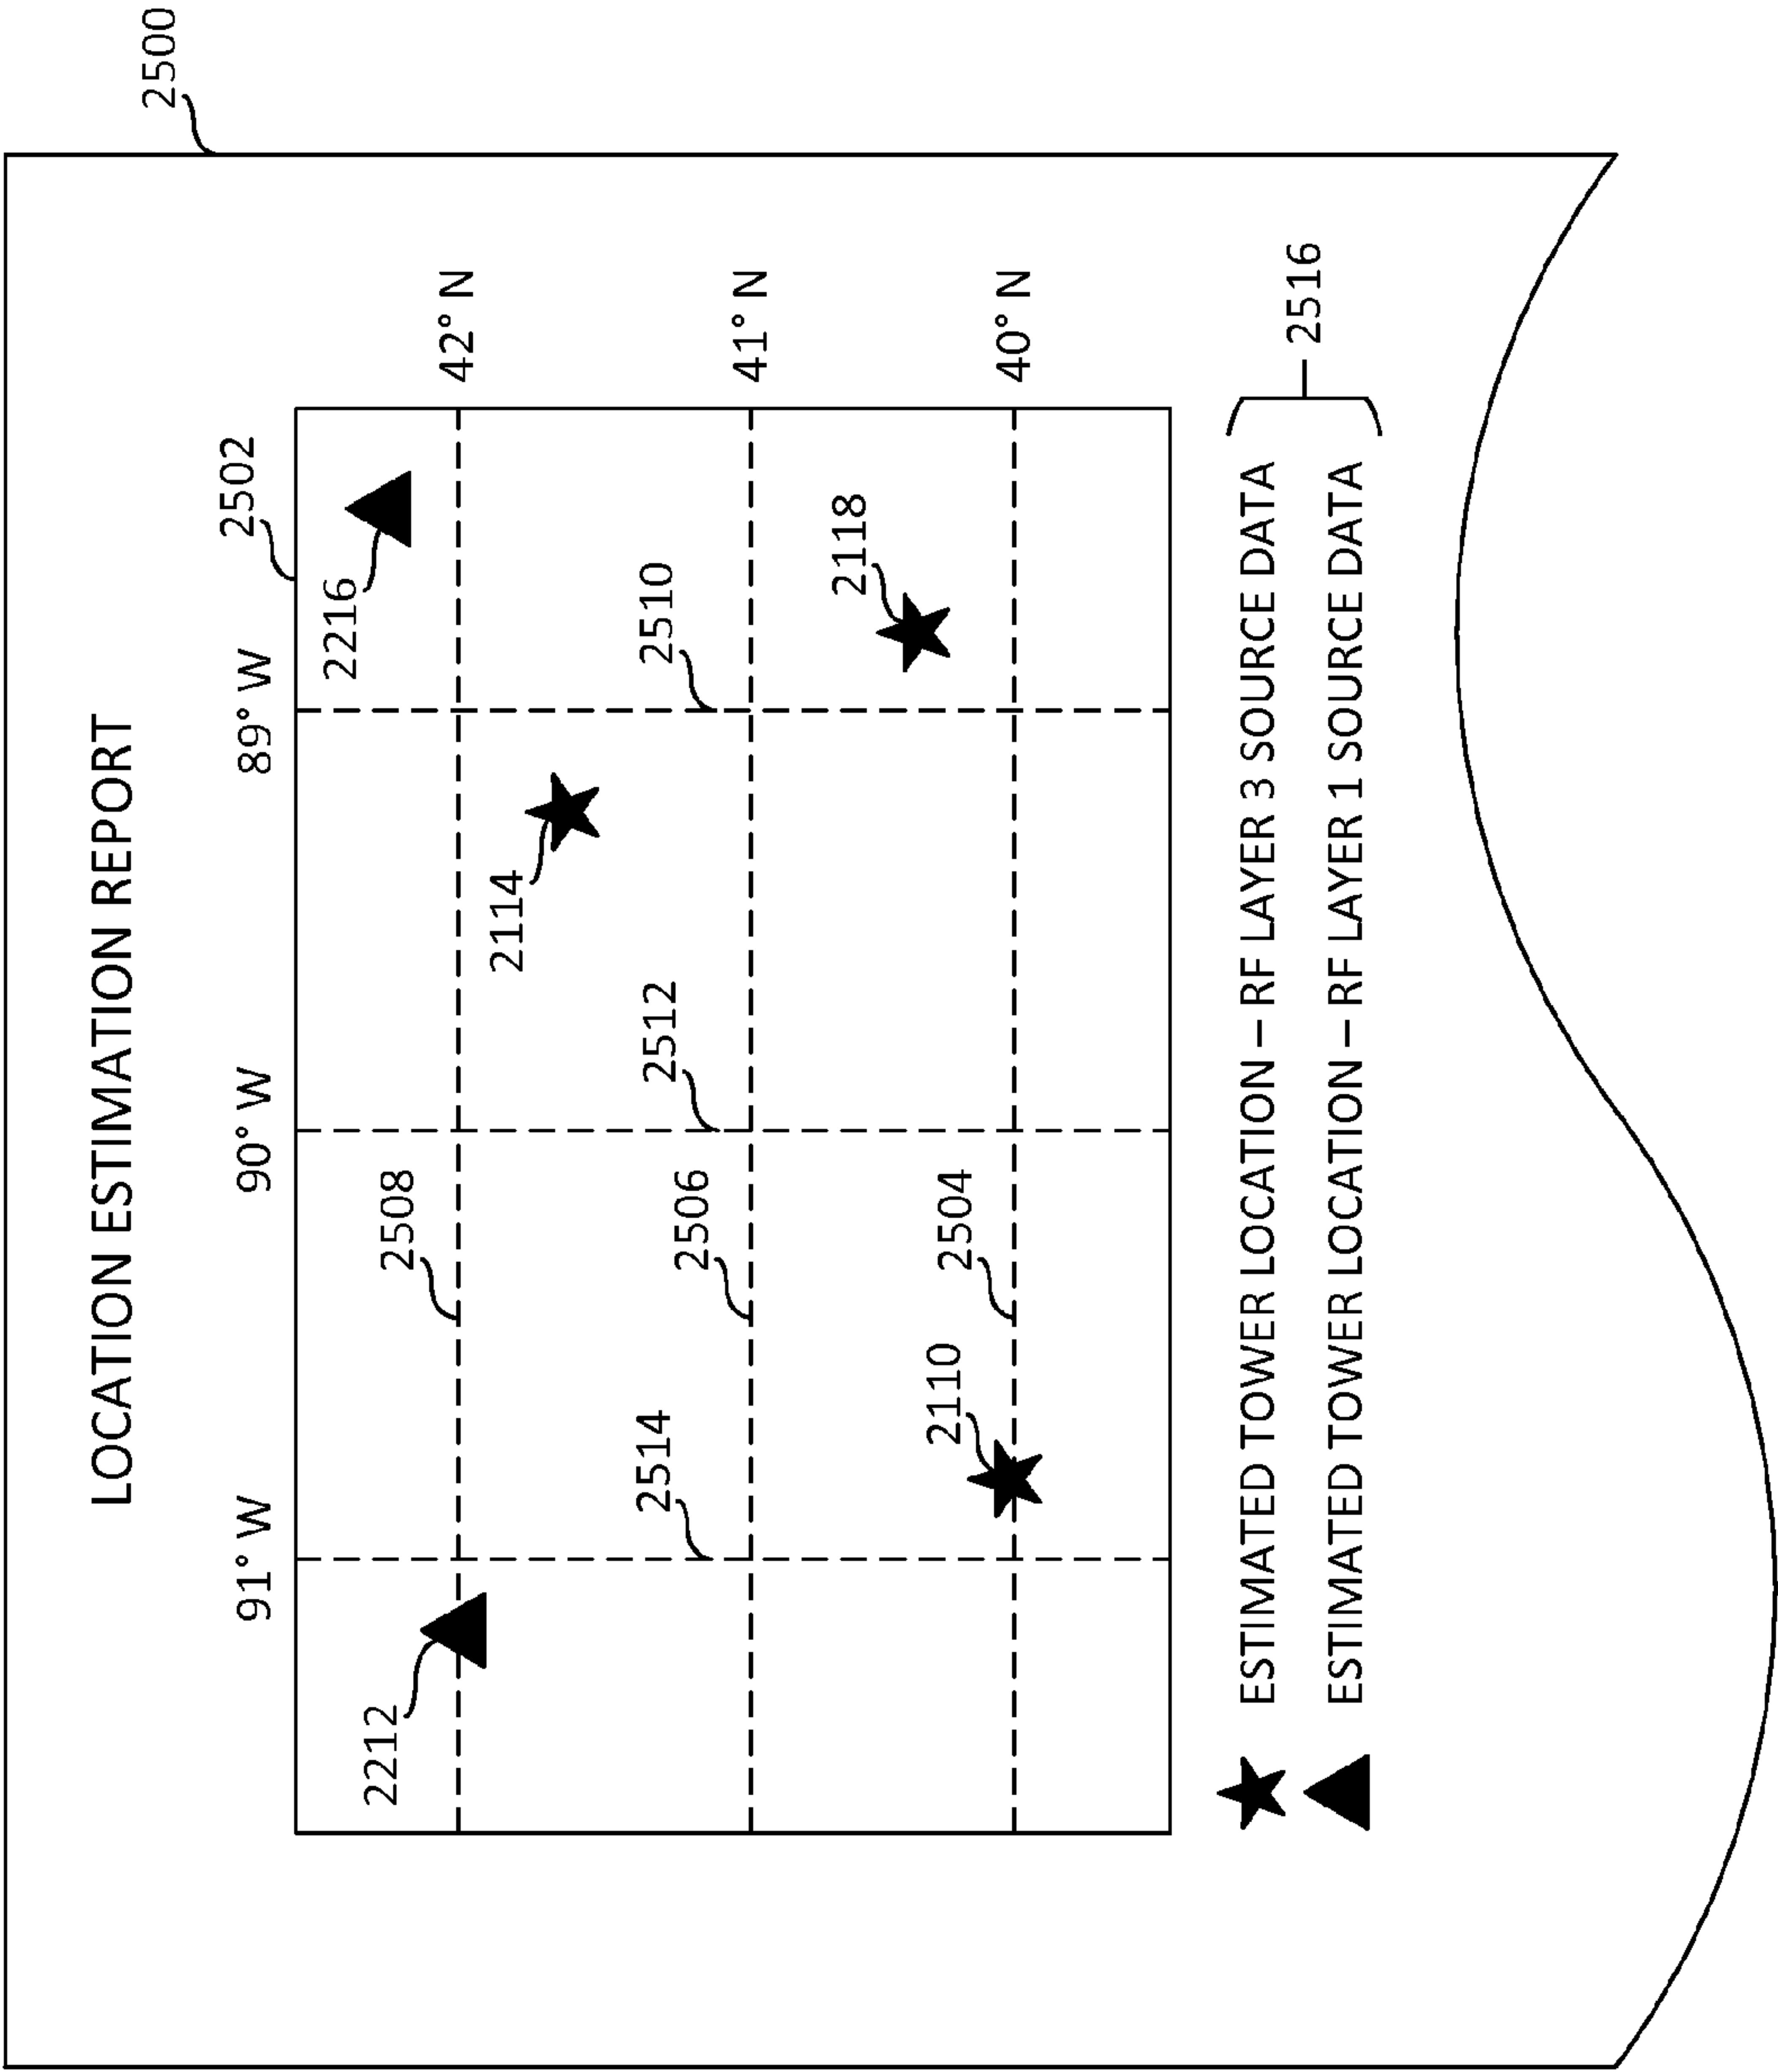 2500
LOCATION ESTIMATION REPORT
2502
91° W 90° W 89° W
2216
2212
2508
42° N
2114
2514
2512
2510
2506
41° N
2118
2110
2504
40° N
ESTIMATED TOWER LOCATION – RF LAYER 3 SOURCE DATA
ESTIMATED TOWER LOCATION – RF LAYER 1 SOURCE DATA
2516